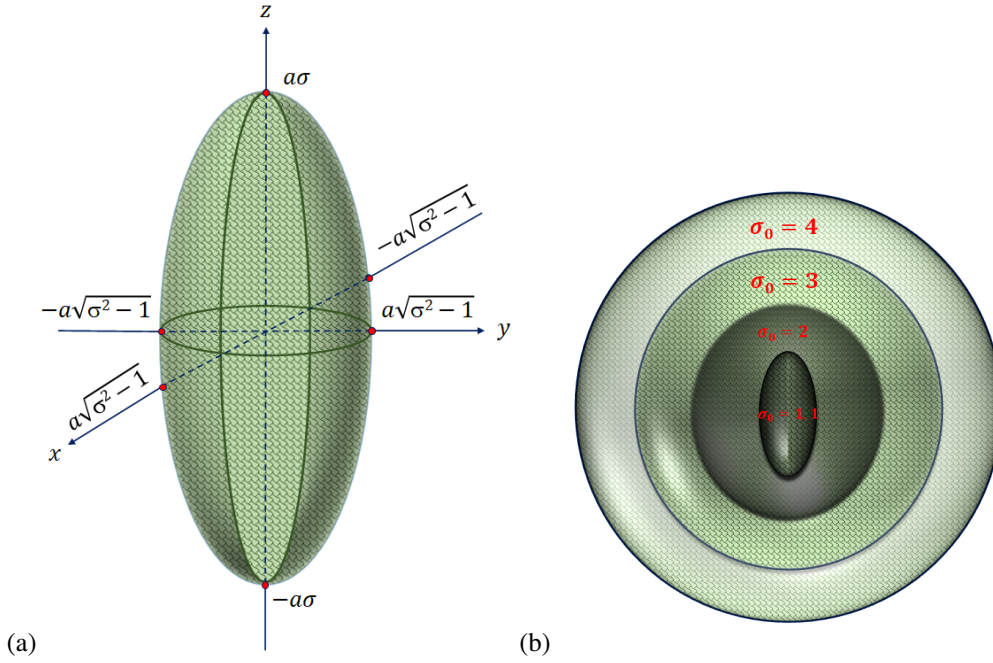 z
aσ
−a√σ² − 1
−a√σ² − 1
a√σ² − 1
y
a√σ² − 1
x
−aσ
(a)
σ₀ = 4
σ₀ = 3
σ₀ = 2
σ₀ = 1, 1
(b)